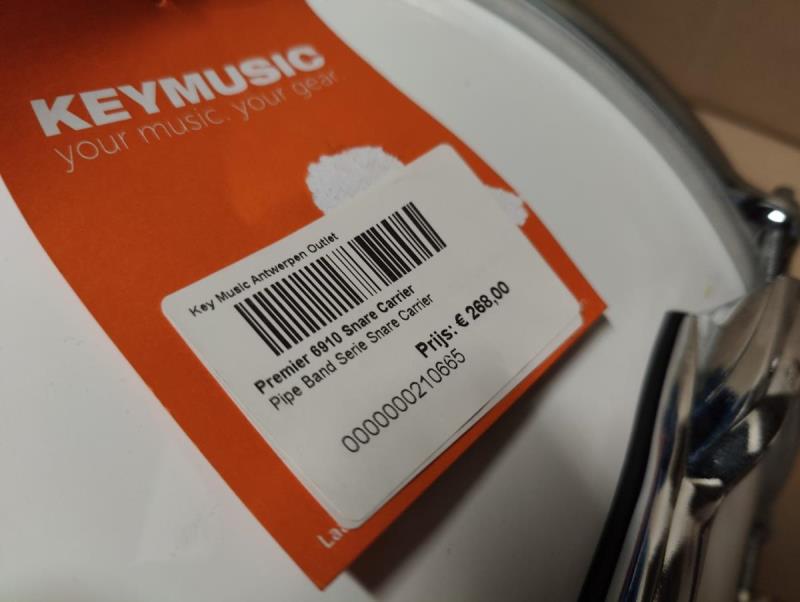 KEYMUSIC
your music. your gear.
Key Music Antwerpen Outlet
Premier 6910 Snare Carrier
Pipe Band Serie Snare Carrier
Prijs: € 268,00
0000000210665